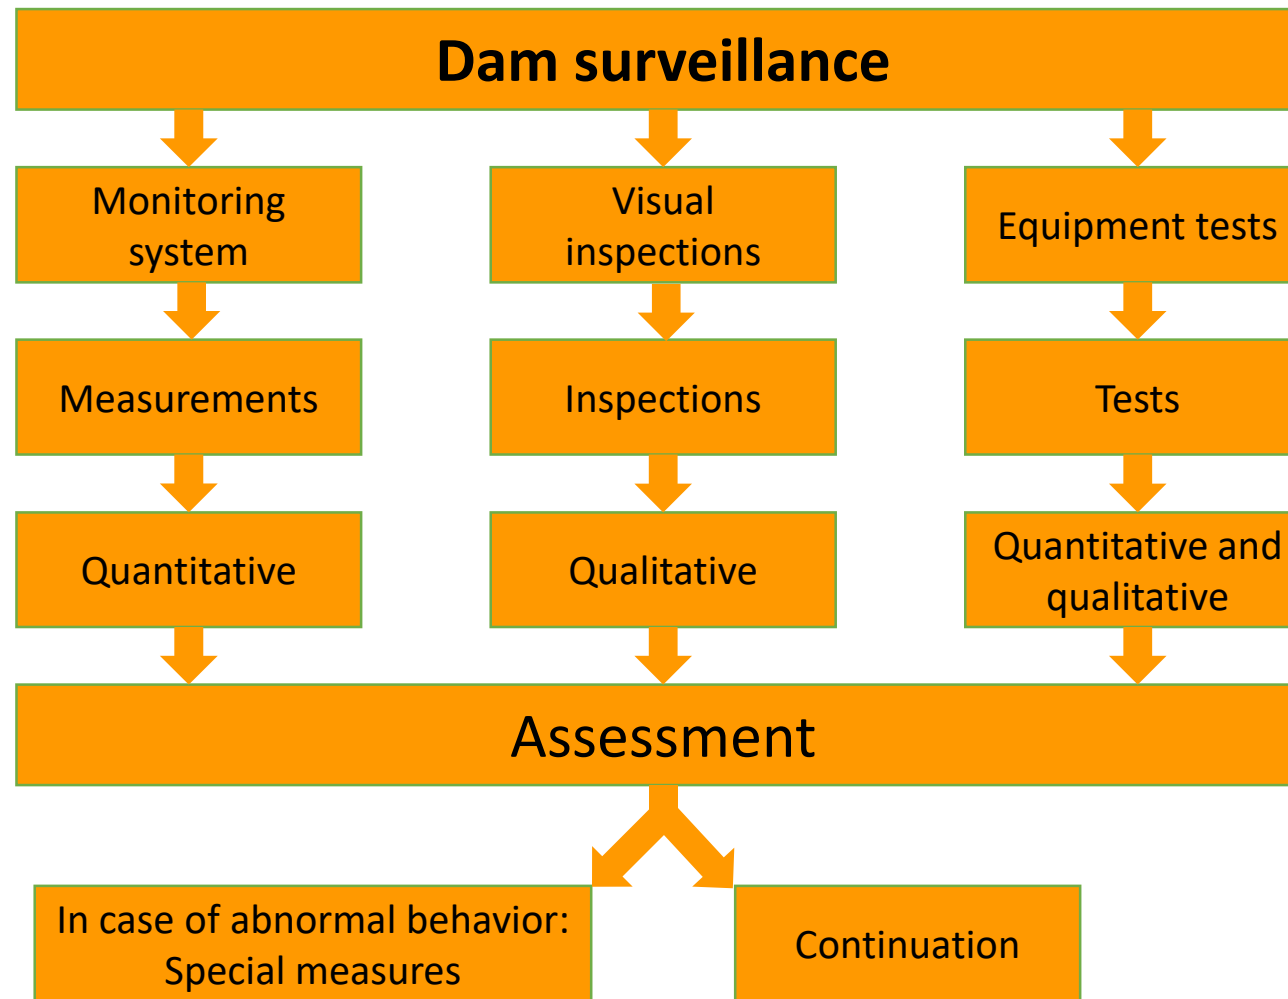 Dam surveillance
Monitoring
system
Visual
inspections
Equipment tests
Measurements
Inspections
Tests
Quantitative
Qualitative
Quantitative and
qualitative
Assessment
In case of abnormal behavior:
Special measures
Continuation